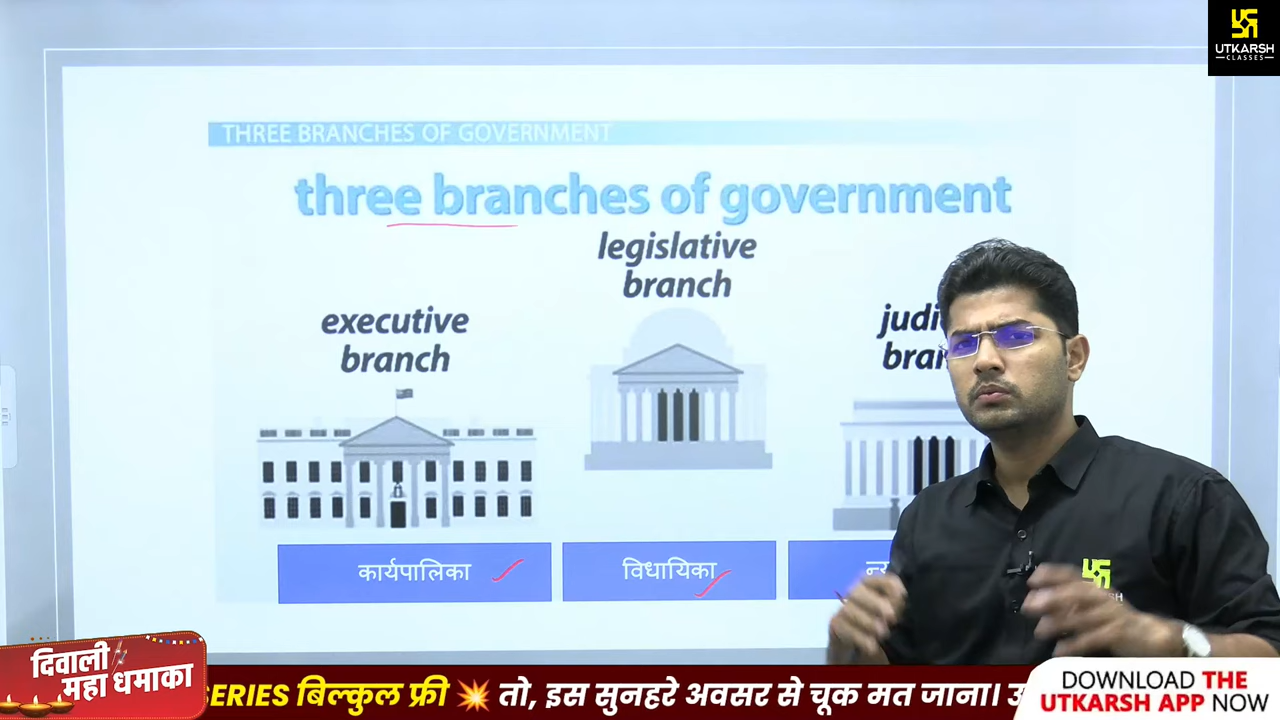 UTKARSH
CLASSES
THREE BRANCHES OF GOVERNMENT
three branches of government
legislative
branch
executive
branch
कार्यपालिका
विधायिका
दिवाली
महा धमाका
SERIES बिल्कुल फ्री 💥 तो, इस सुनहरे अवसर से चूक मत जाना।
DOWNLOAD THE
UTKARSH APP NOW